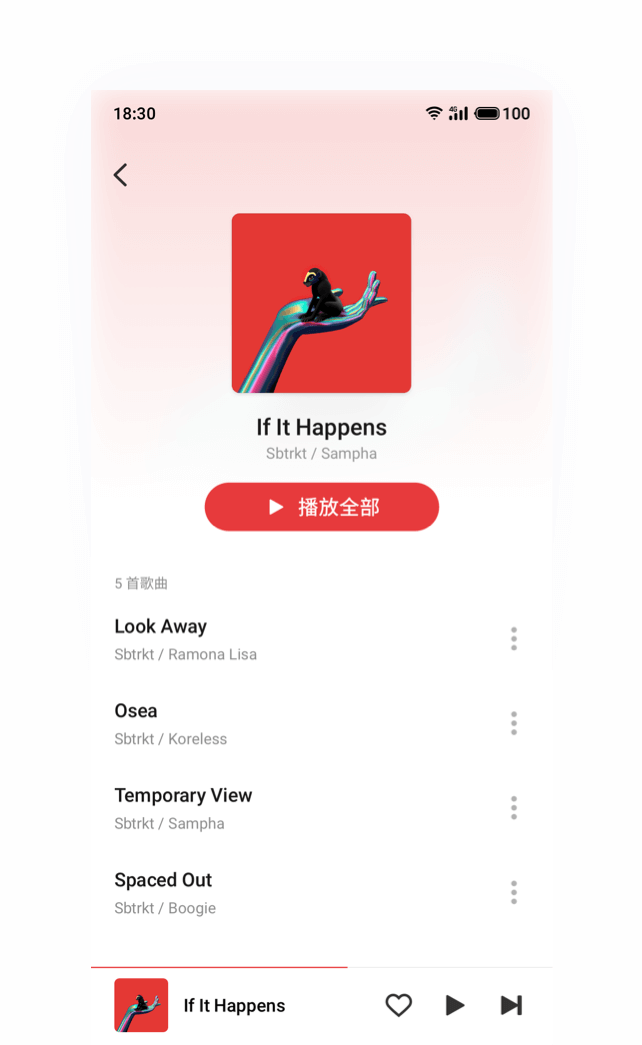 18:30
4G
100
If It Happens
Sbtrkt / Sampha
播放全部
5 首歌曲
Look Away
Sbtrkt / Ramona Lisa
Osea
Sbtrkt / Koreless
Temporary View
Sbtrkt / Sampha
Spaced Out
Sbtrkt / Boogie
If It Happens